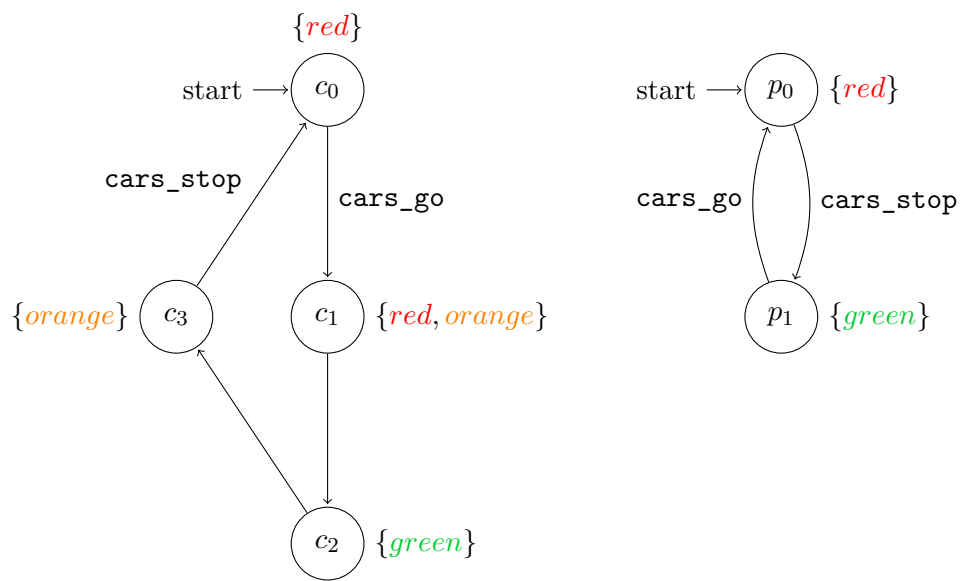 {red}
start c₀
start p₀ {red}
cars_stop
cars_go
cars_go cars_stop
{orange} c₃
c₁ {red, orange}
p₁ {green}
c₂ {green}